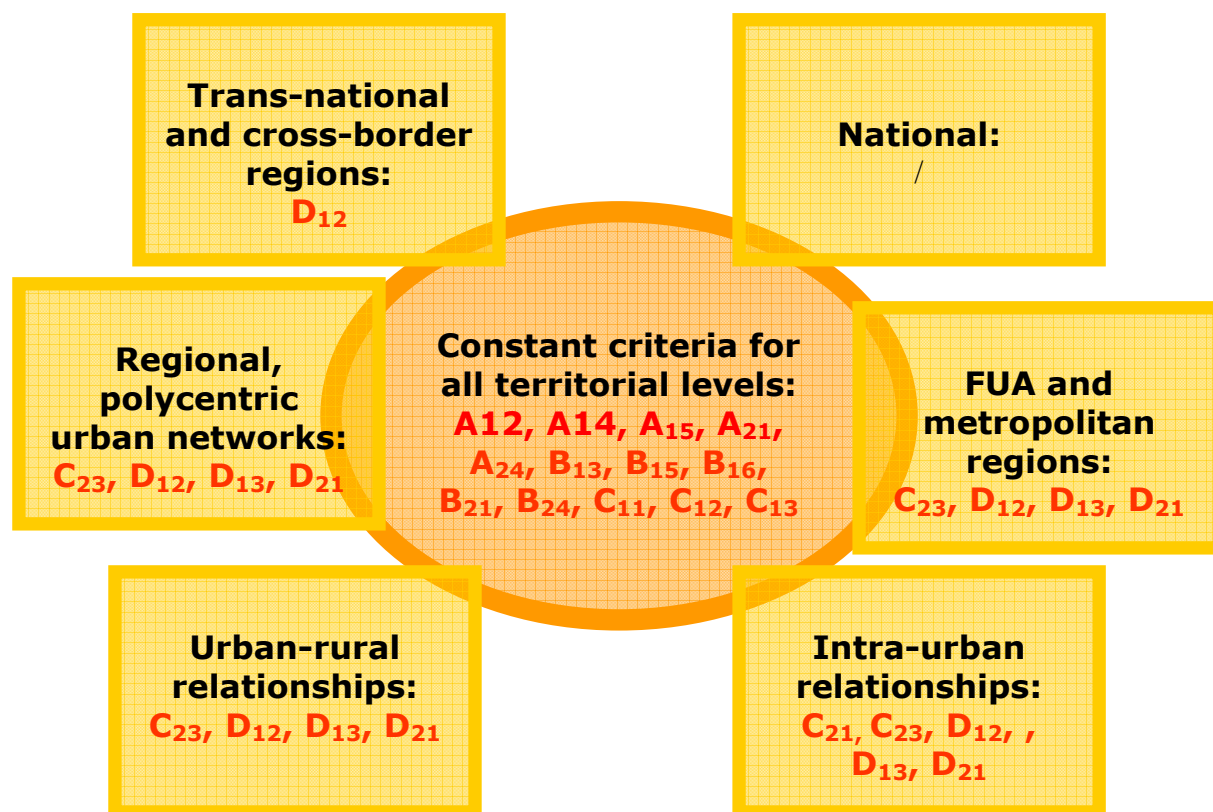 Trans-national
and cross-border
regions:
D₁₂
National:
/
Regional,
polycentric
urban networks:
C₂₃, D₁₂, D₁₃, D₂₁
Constant criteria for
all territorial levels:
A12, A14, A₁₅, A₂₁,
A₂₄, B₁₃, B₁₅, B₁₆,
B₂₁, B₂₄, C₁₁, C₁₂, C₁₃
FUA and
metropolitan
regions:
C₂₃, D₁₂, D₁₃, D₂₁
Urban-rural
relationships:
C₂₃, D₁₂, D₁₃, D₂₁
Intra-urban
relationships:
C₂₁, C₂₃, D₁₂, ,
D₁₃, D₂₁